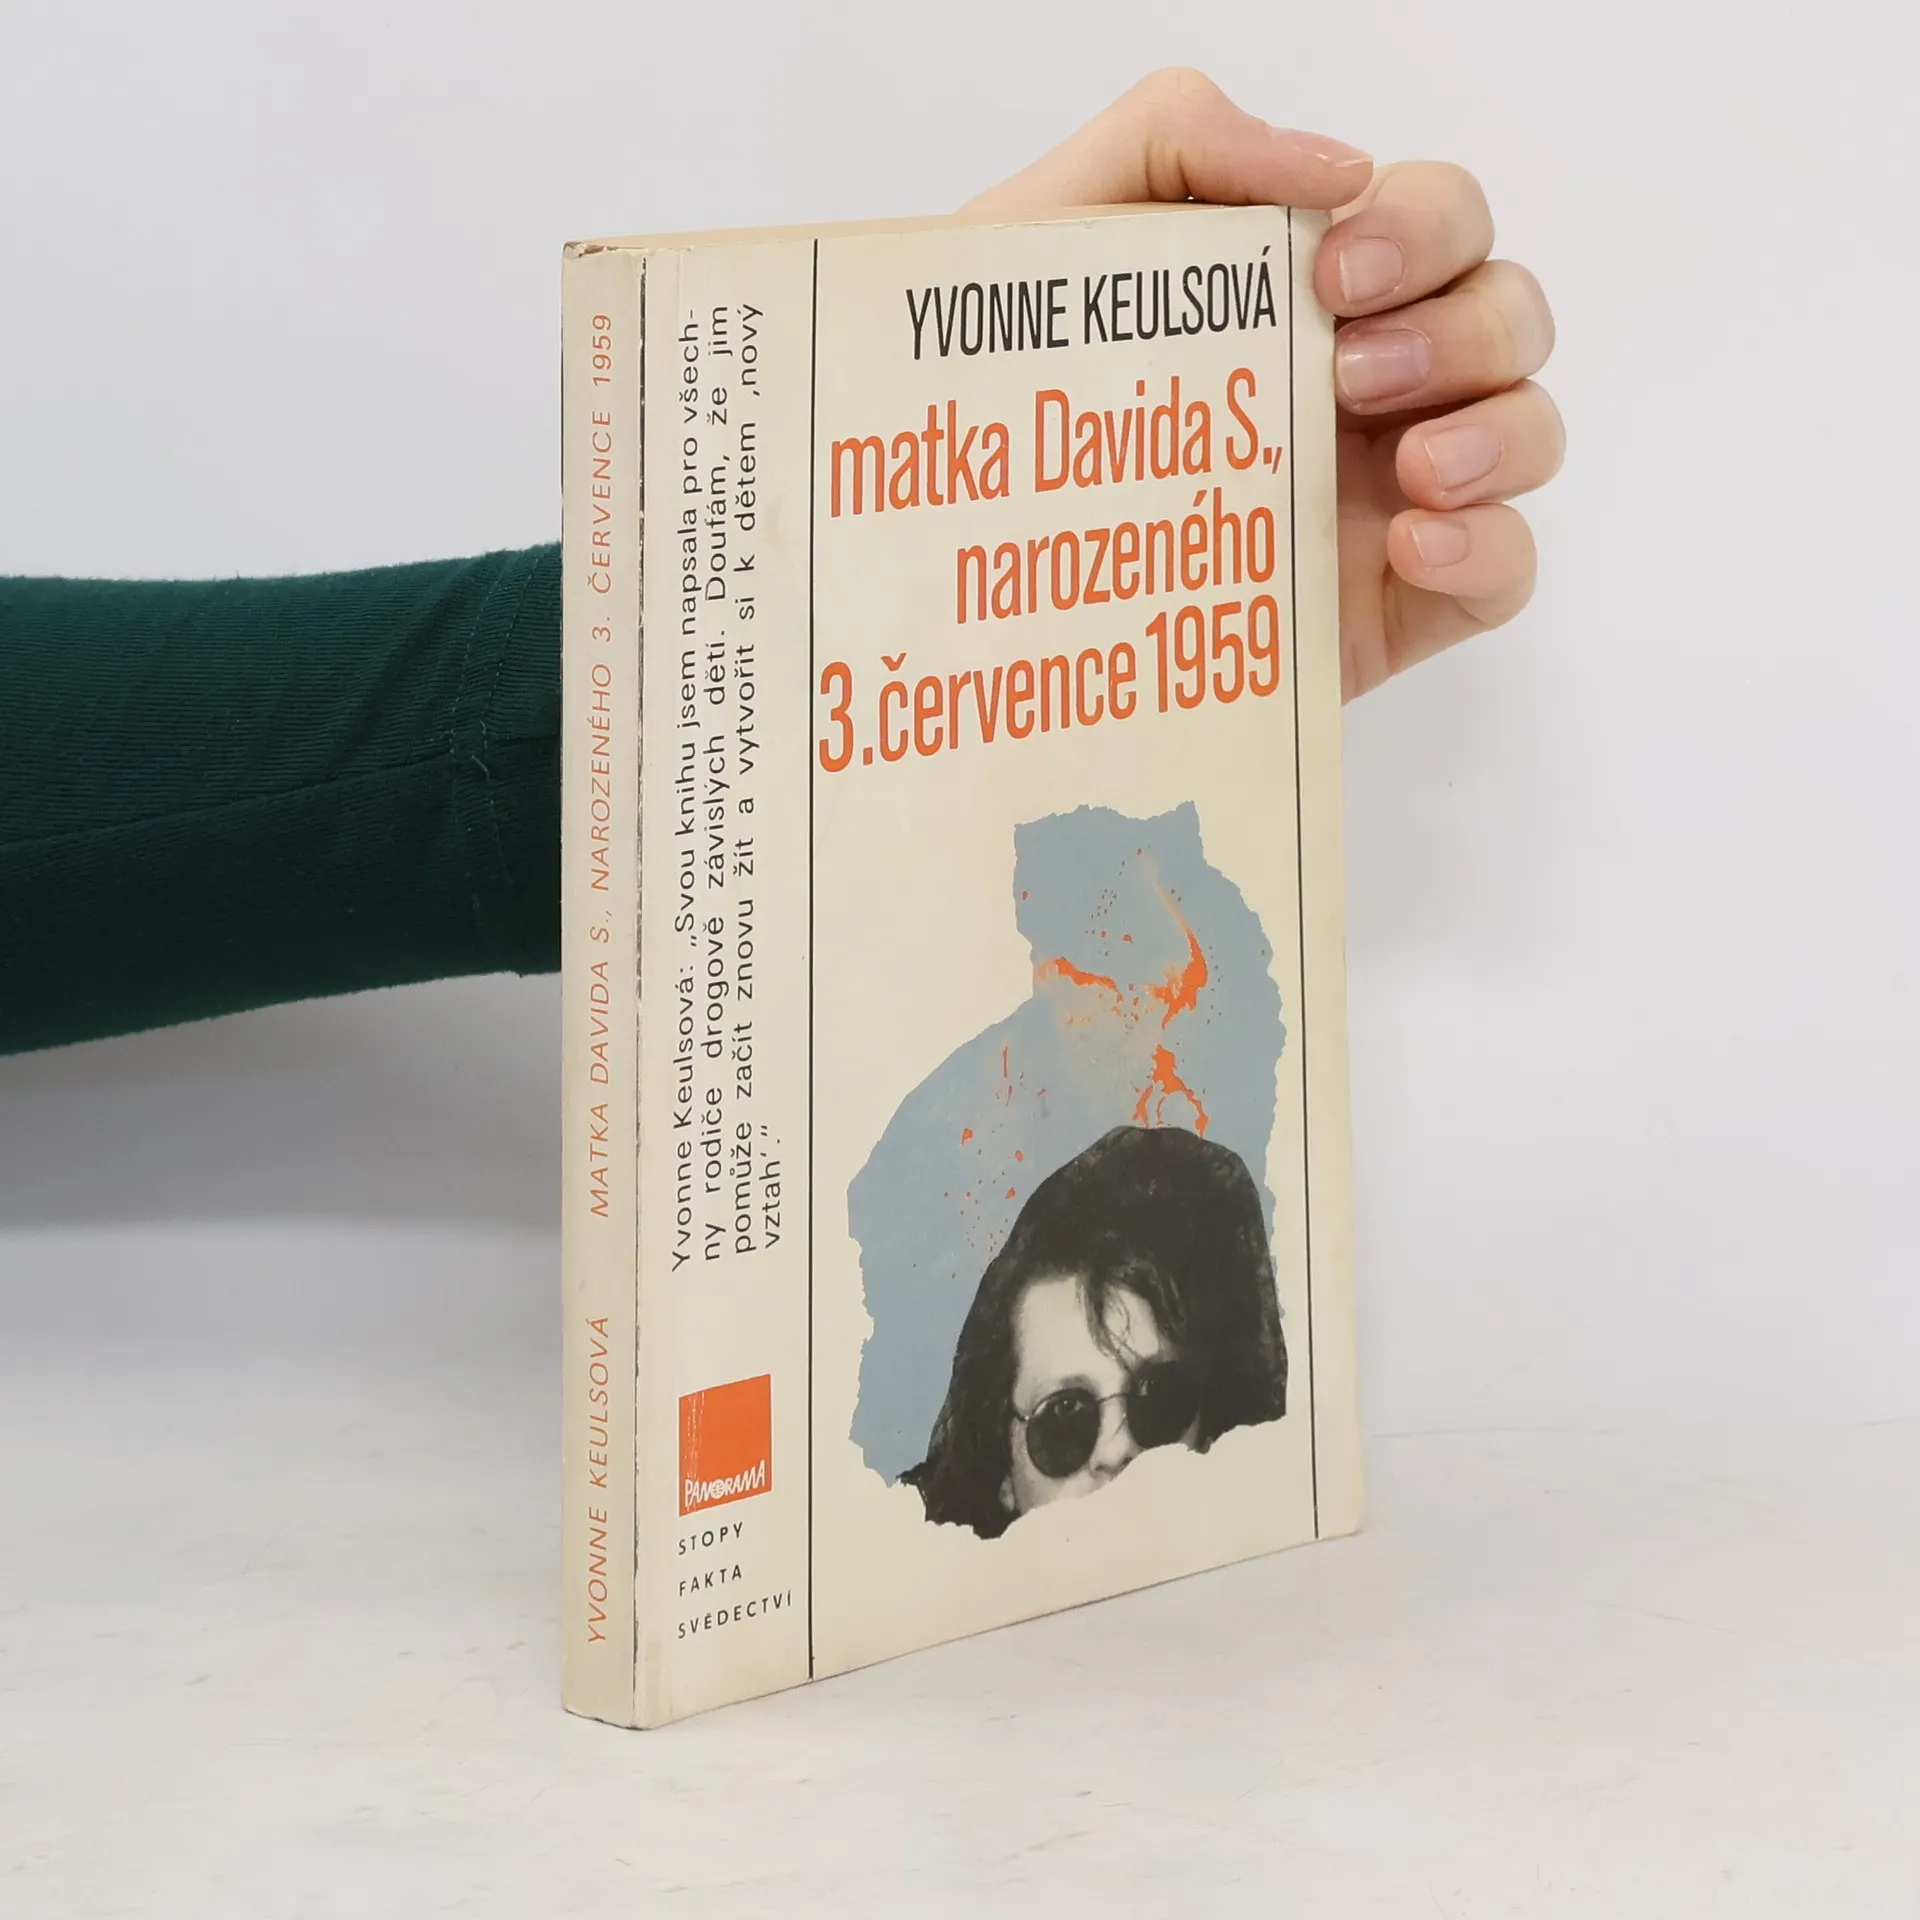 MATKA DAVIDA S., NAROZENÉHO 3. ČERVENCE 1959
YVONNE KEULSOVÁ
Yvonne Keulsová: „Svou knihu jsem napsala pro všech-
ny rodiče drogově závislých dětí. Doufám, že jim
pomůže začít znovu žít a vytvořit si k dětem ‚nový
vztah‘.“
PANORAMA
STOPY
FAKTA
SVĚDECTVÍ
YVONNE KEULSOVÁ
matka Davida S.,
narozeného
3. července 1959